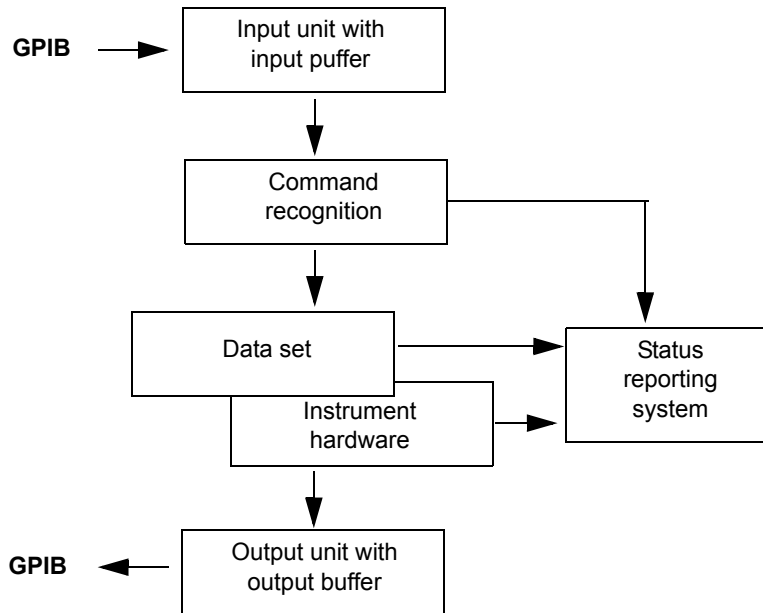 GPIB
Input unit with
input puffer
Command
recognition
Data set
Status
reporting
system
Instrument
hardware
GPIB
Output unit with
output buffer